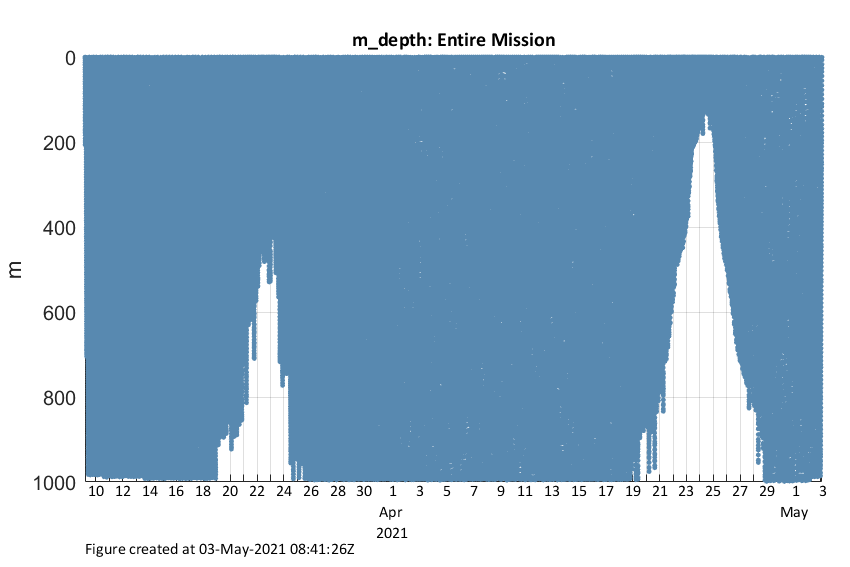 m_depth: Entire Mission
0
200
400
600
800
1000
m
10 12 14 16 18 20 22 24 26 28 30 1 3 5 7 9 11 13 15 17 19 21 23 25 27 29 1 3
Apr May
2021
Figure created at 03-May-2021 08:41:26Z